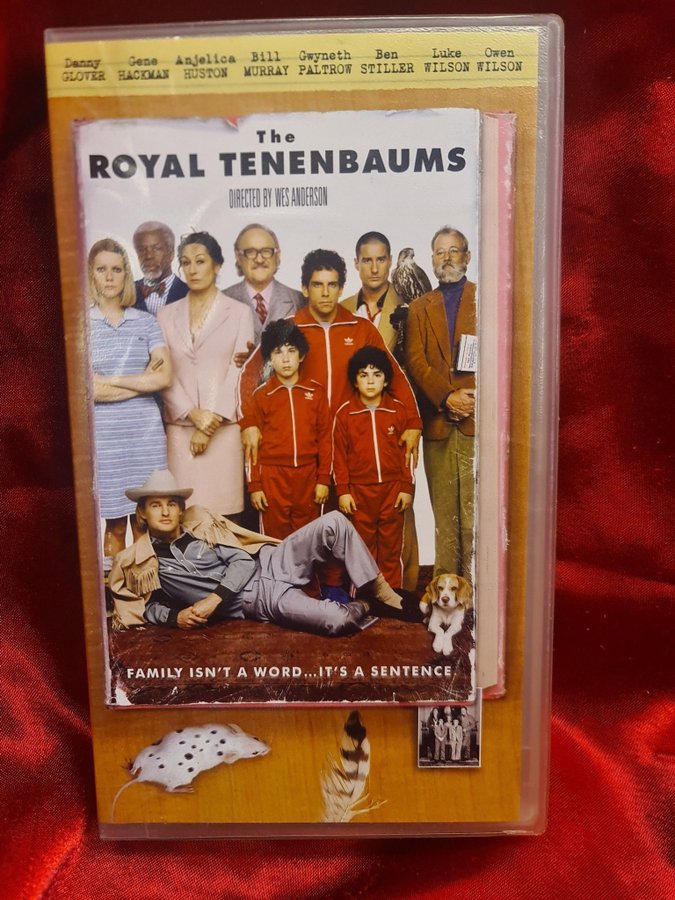 Danny GLOVER Gene HACKMAN Anjelica HUSTON Bill MURRAY Gwyneth PALTROW Ben STILLER Luke WILSON Owen WILSON
The
ROYAL TENENBAUMS
DIRECTED BY WES ANDERSON
FAMILY ISN'T A WORD...IT'S A SENTENCE